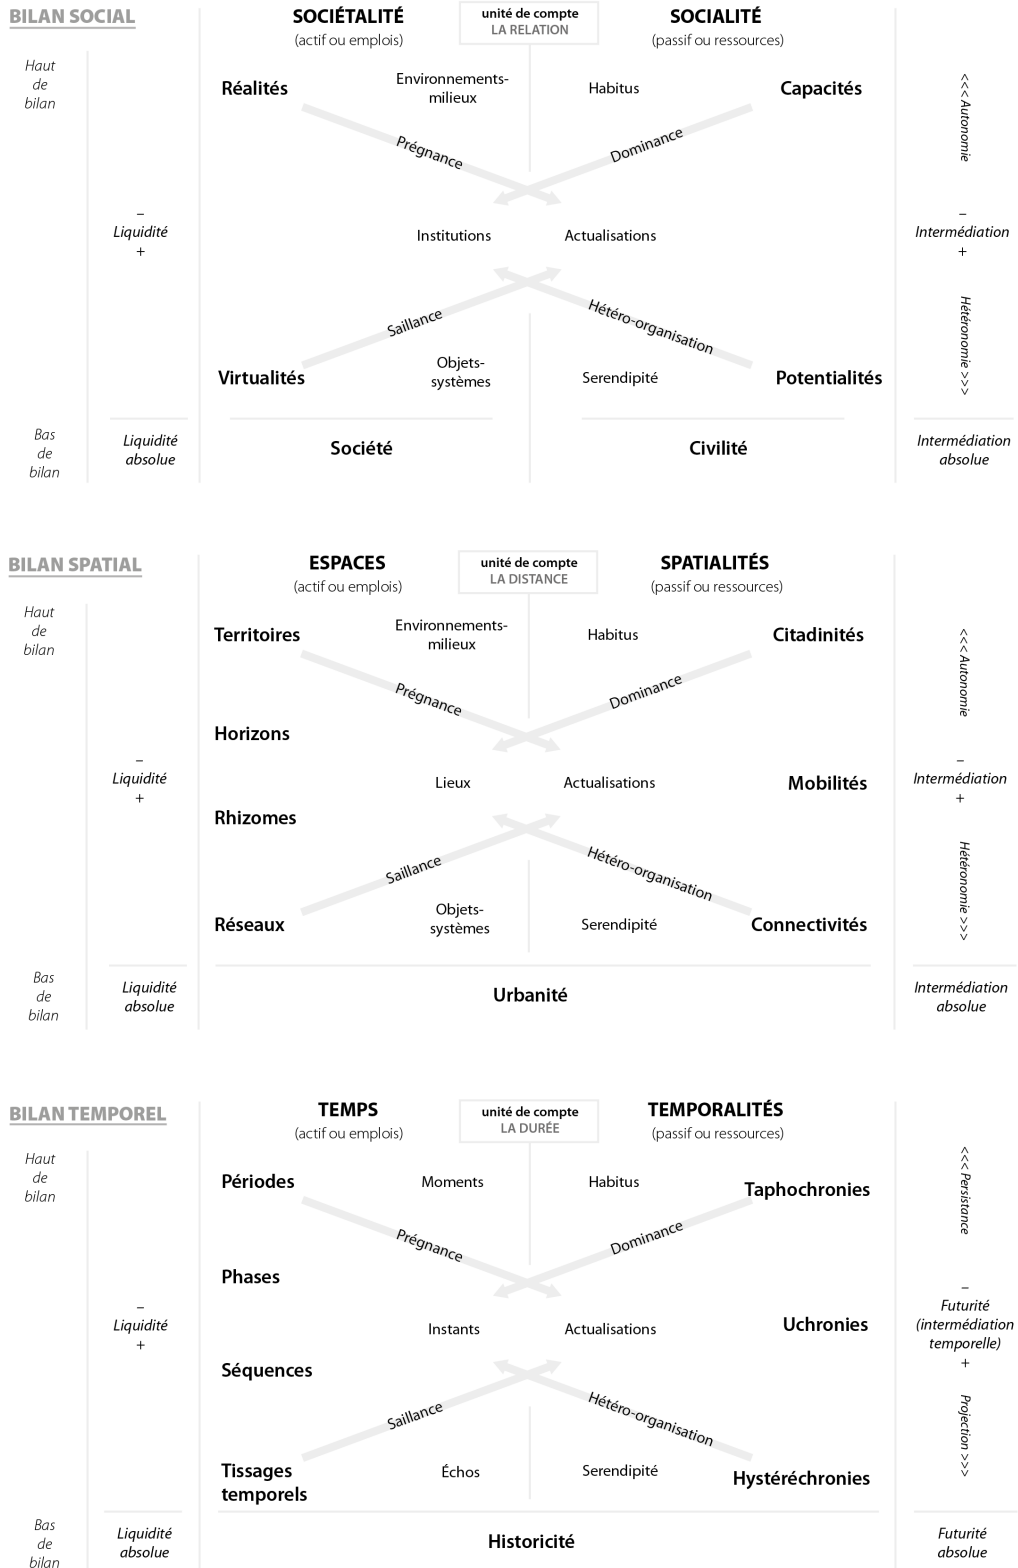 BILAN SOCIAL
SOCIÉTALITÉ
(actif ou emplois)
unité de compte
LA RELATION
SOCIALITÉ
(passif ou ressources)
Haut
de
bilan
Réalités
Environnements-
milieux
Habitus
Capacités
<<< Autonomie
Prégnance
Dominance
–
Liquidité
+
Institutions
Actualisations
–
Intermédiation
+
Saillance
Hétéro-organisation
Hétéronomie >>>
Virtualités
Objets-
systèmes
Serendipité
Potentialités
Bas
de
bilan
Liquidité
absolue
Société
Civilité
Intermédiation
absolue
BILAN SPATIAL
ESPACES
(actif ou emplois)
unité de compte
LA DISTANCE
SPATIALITÉS
(passif ou ressources)
Haut
de
bilan
Territoires
Environnements-
milieux
Habitus
Citadinités
<<< Autonomie
Prégnance
Dominance
Horizons
–
Liquidité
+
Lieux
Actualisations
Mobilités
–
Intermédiation
+
Rhizomes
Saillance
Hétéro-organisation
Hétéronomie >>>
Réseaux
Objets-
systèmes
Serendipité
Connectivités
Bas
de
bilan
Liquidité
absolue
Urbanité
Intermédiation
absolue
BILAN TEMPOREL
TEMPS
(actif ou emplois)
unité de compte
LA DURÉE
TEMPORALITÉS
(passif ou ressources)
Haut
de
bilan
Périodes
Moments
Habitus
Taphochronies
<<< Persistance
Prégnance
Dominance
Phases
–
Liquidité
+
Instants
Actualisations
Uchronies
–
Futurité
(intermédiation
temporelle)
+
Séquences
Saillance
Hétéro-organisation
Projection >>>
Tissages
temporels
Échos
Serendipité
Hystéréchronies
Bas
de
bilan
Liquidité
absolue
Historicité
Futurité
absolue